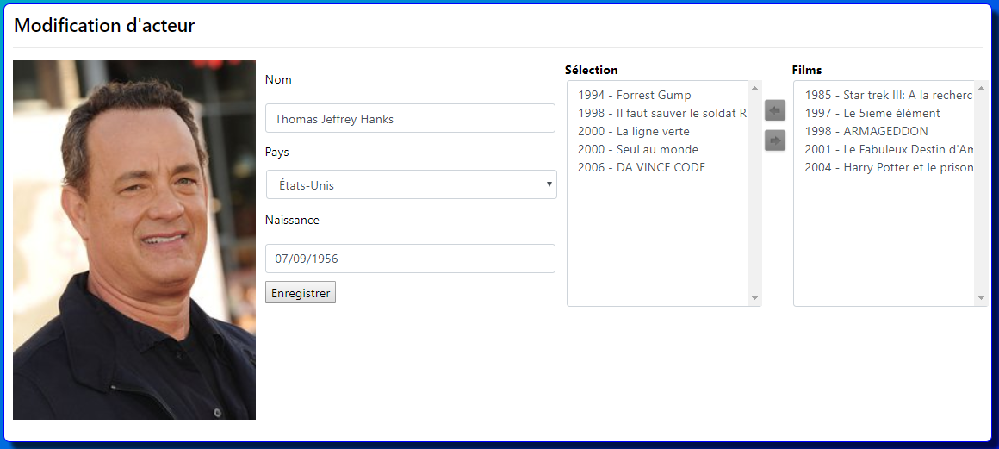 Modification d'acteur
Nom
Thomas Jeffrey Hanks
Pays
États-Unis
Naissance
07/09/1956
Enregistrer
Sélection
1994 - Forrest Gump
1998 - Il faut sauver le soldat R
2000 - La ligne verte
2000 - Seul au monde
2006 - DA VINCE CODE
Films
1985 - Star trek III: A la recherc
1997 - Le 5ieme élément
1998 - ARMAGEDDON
2001 - Le Fabuleux Destin d'Am
2004 - Harry Potter et le prison